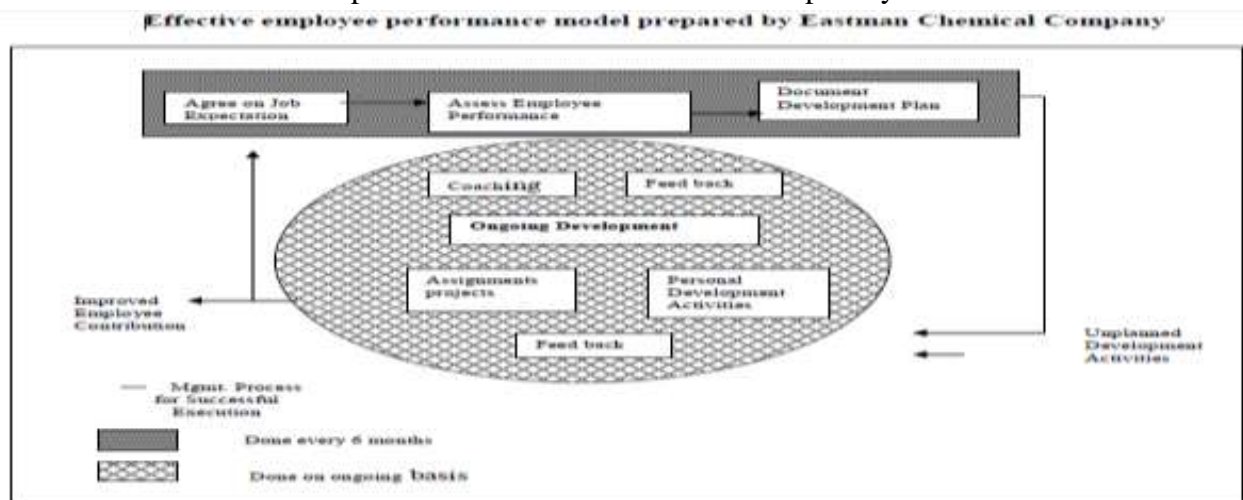 Effective employee performance model prepared by Eastman Chemical Company
Agree on Job
Expectation
Assess Employee
Performance
Document
Development Plan
Coaching
Feed back
Ongoing Development
Assignments
projects
Personal
Development
Activities
Feed back
Improved
Employee
Contribution
Unplanned
Development
Activities
Mgmt. Process
for Successful
Execution
Done every 6 months
Done on ongoing basis